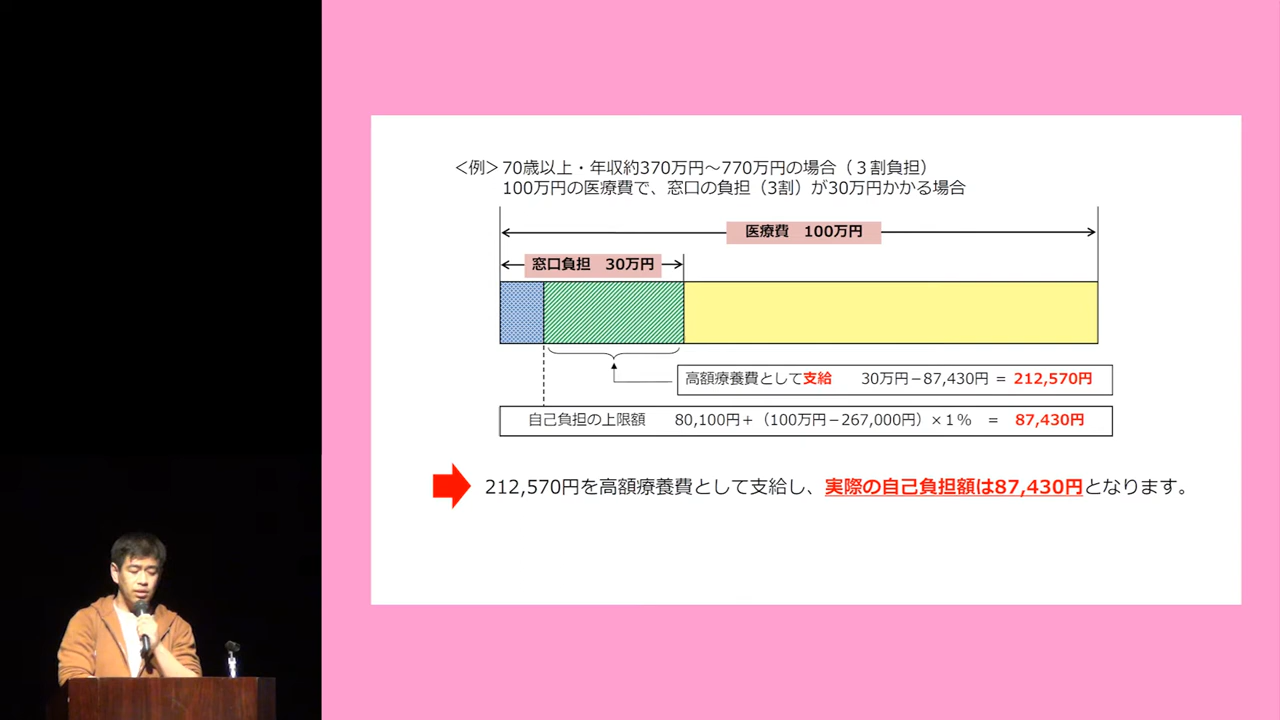 ＜例＞70歳以上・年収約370万円～770万円の場合（３割負担）
100万円の医療費で、窓口の負担（3割）が30万円かかる場合
医療費　100万円
窓口負担　30万円
高額療養費として支給　30万円－87,430円 ＝ 212,570円
自己負担の上限額　80,100円＋（100万円－267,000円）×１％　＝　87,430円
212,570円を高額療養費として支給し、実際の自己負担額は87,430円となります。